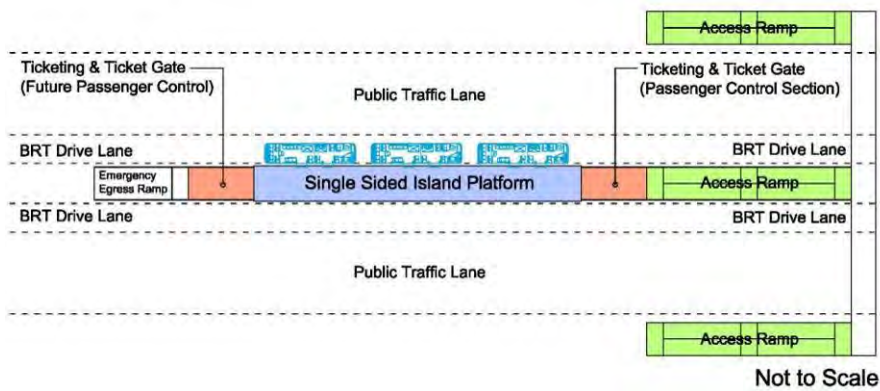 Access Ramp
Ticketing & Ticket Gate
(Future Passenger Control)
Ticketing & Ticket Gate
(Passenger Control Section)
Public Traffic Lane
BRT Drive Lane
BRT Drive Lane
Emergency
Egress Ramp
Single Sided Island Platform
Access Ramp
BRT Drive Lane
BRT Drive Lane
Public Traffic Lane
Access Ramp
Not to Scale